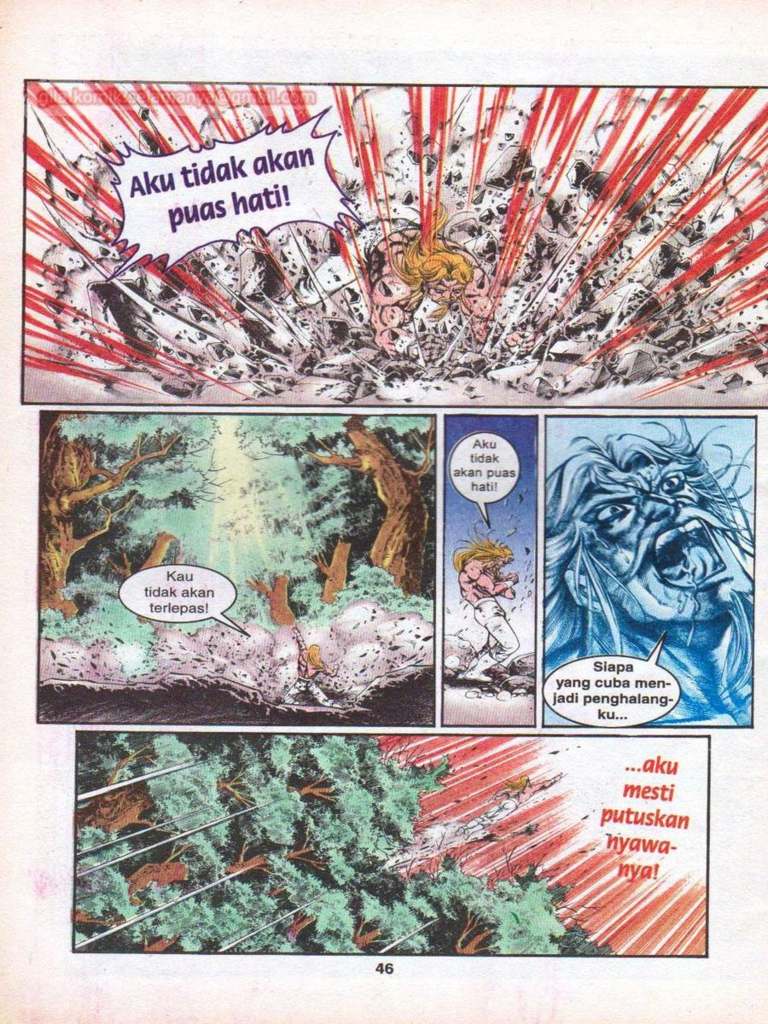 Aku tidak akan
puas hati!
Kau
tidak akan
terlepas!
Aku
tidak
akan puas
hati!
Siapa
yang cuba men-
jadi penghalang-
ku...
...aku
mesti
putuskan
nyawa-
nya!
46